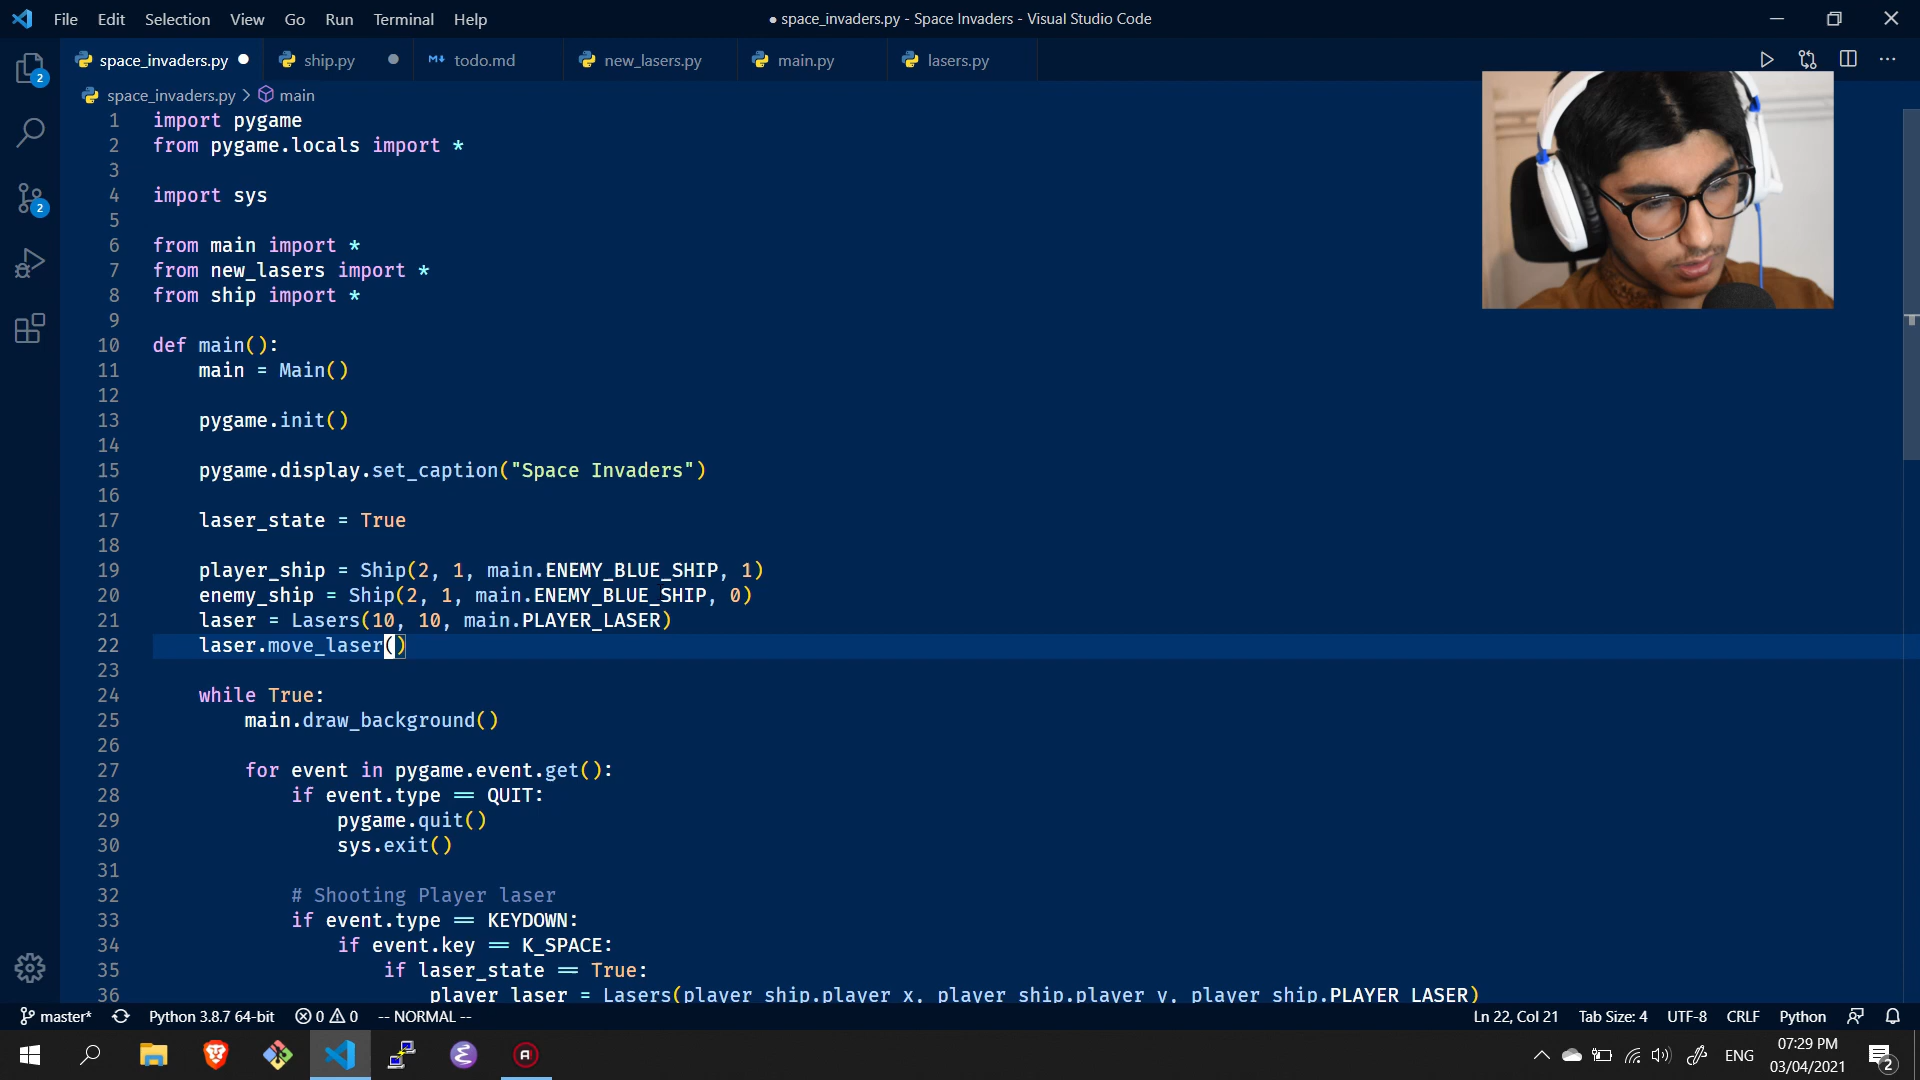 File Edit Selection View Go Run Terminal Help
● space_invaders.py - Space Invaders - Visual Studio Code
space_invaders.py ship.py todo.md new_lasers.py main.py lasers.py
space_invaders.py > main
1 import pygame
2 from pygame.locals import *
3
4 import sys
5
6 from main import *
7 from new_lasers import *
8 from ship import *
9
10 def main():
11 main = Main()
12
13 pygame.init()
14
15 pygame.display.set_caption("Space Invaders")
16
17 laser_state = True
18
19 player_ship = Ship(2, 1, main.ENEMY_BLUE_SHIP, 1)
20 enemy_ship = Ship(2, 1, main.ENEMY_BLUE_SHIP, 0)
21 laser = Lasers(10, 10, main.PLAYER_LASER)
22 laser.move_laser()
23
24 while True:
25 main.draw_background()
26
27 for event in pygame.event.get():
28 if event.type == QUIT:
29 pygame.quit()
30 sys.exit()
31
32 # Shooting Player laser
33 if event.type == KEYDOWN:
34 if event.key == K_SPACE:
35 if laser_state == True:
36 player_laser = Lasers(player_ship.player_x, player_ship.player_y, player_ship.PLAYER_LASER)
2
2
master* Python 3.8.7 64-bit 0 0 -- NORMAL -- Ln 22, Col 21 Tab Size: 4 UTF-8 CRLF Python
ENG 07:29 PM
03/04/2021
2